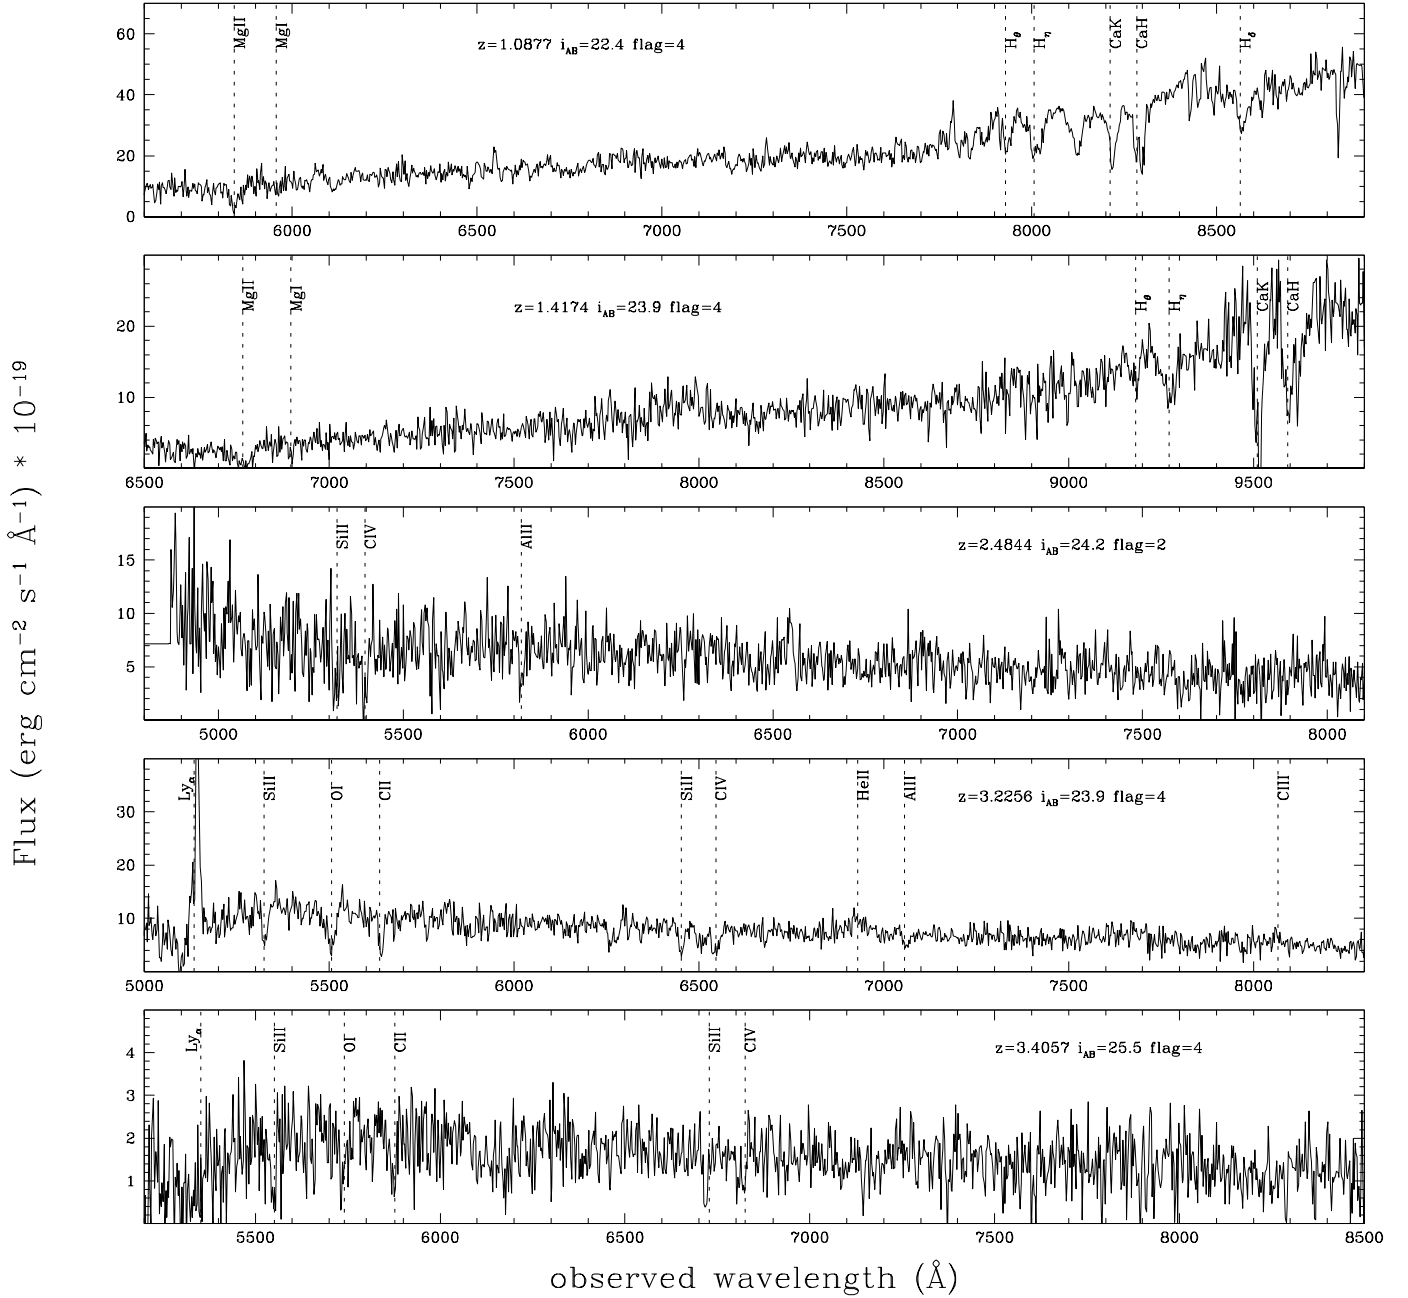 Flux (erg cm−2 s−1 Å−1) * 10−19
MgII MgI Hθ Hη CaK CaH Hδ
z=1.0877 iAB=22.4 flag=4
60
40
20
0
6000 6500 7000 7500 8000 8500
MgII MgI Hθ Hη CaK CaH
z=1.4174 iAB=23.9 flag=4
20
10
6500 7000 7500 8000 8500 9000 9500
SiII CIV AlIII
z=2.4844 iAB=24.2 flag=2
15
10
5
5000 5500 6000 6500 7000 7500 8000
Lyα SiII OI CII SiII CIV HeII AlIII CIII
z=3.2256 iAB=23.9 flag=4
30
20
10
5000 5500 6000 6500 7000 7500 8000
Lyα SiII OI CII SiII CIV
z=3.4057 iAB=25.5 flag=4
4
3
2
1
5500 6000 6500 7000 7500 8000 8500
observed wavelength (Å)